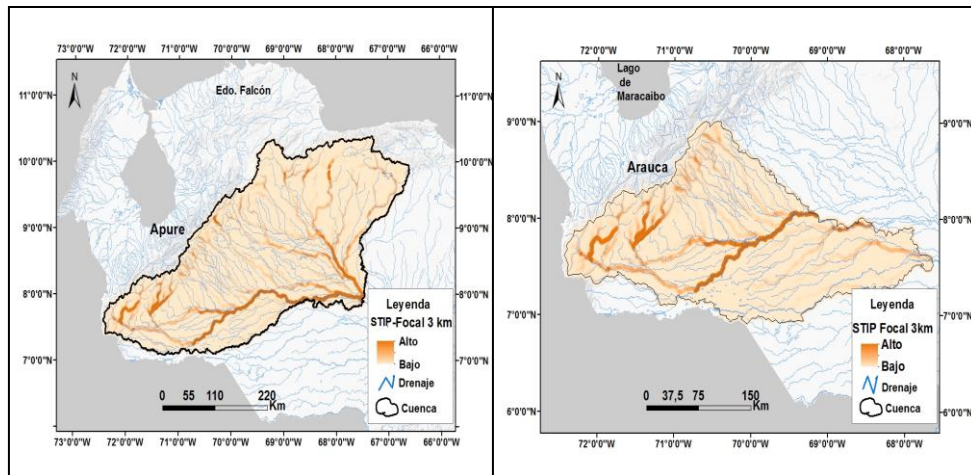 73°0'0"W 72°0'0"W 71°0'0"W 70°0'0"W 69°0'0"W 68°0'0"W 67°0'0"W 66°0'0"W
N
Edo. Falcón
11°0'0"N 11°0'0"N
10°0'0"N 10°0'0"N
Apure
9°0'0"N 9°0'0"N
8°0'0"N 8°0'0"N
7°0'0"N 7°0'0"N
6°0'0"N
Leyenda
STIP-Focal 3 km
Alto
Bajo
Drenaje
Cuenca
0 55 110 220
Km
73°0'0"W 72°0'0"W 71°0'0"W 70°0'0"W 69°0'0"W 68°0'0"W 67°0'0"W 66°0'0"W
72°0'0"W 71°0'0"W 70°0'0"W 69°0'0"W 68°0'0"W
N
Lago
de
Maracaibo
9°0'0"N 9°0'0"N
Arauca
8°0'0"N 8°0'0"N
7°0'0"N 7°0'0"N
6°0'0"N 6°0'0"N
Leyenda
STIP Focal 3km
Alto
Bajo
Drenaje
Cuenca
0 37,5 75 150
Km
72°0'0"W 71°0'0"W 70°0'0"W 69°0'0"W 68°0'0"W